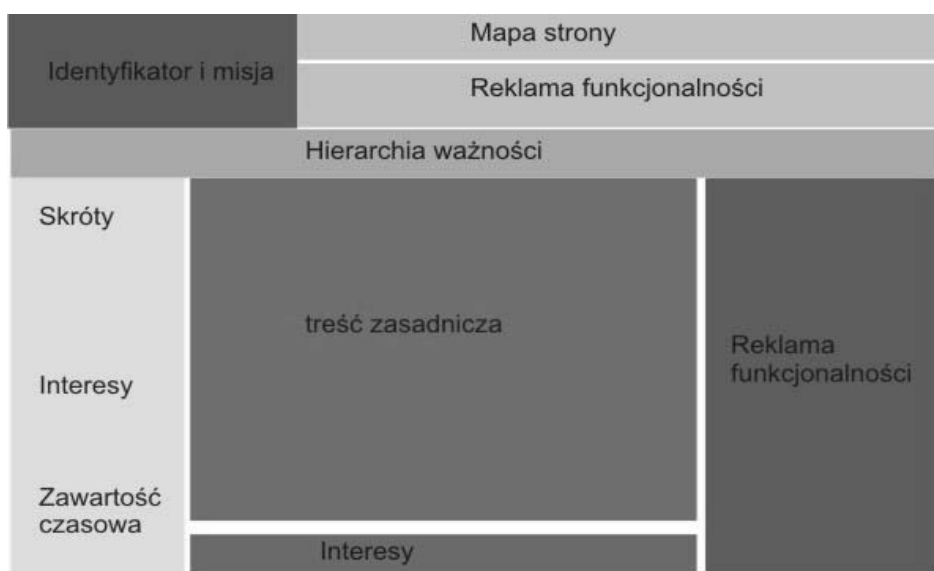 Mapa strony
Identyfikator i misja
Reklama funkcjonalności
Hierarchia ważności
Skróty
treść zasadnicza
Reklama
funkcjonalności
Interesy
Zawartość
czasowa
Interesy